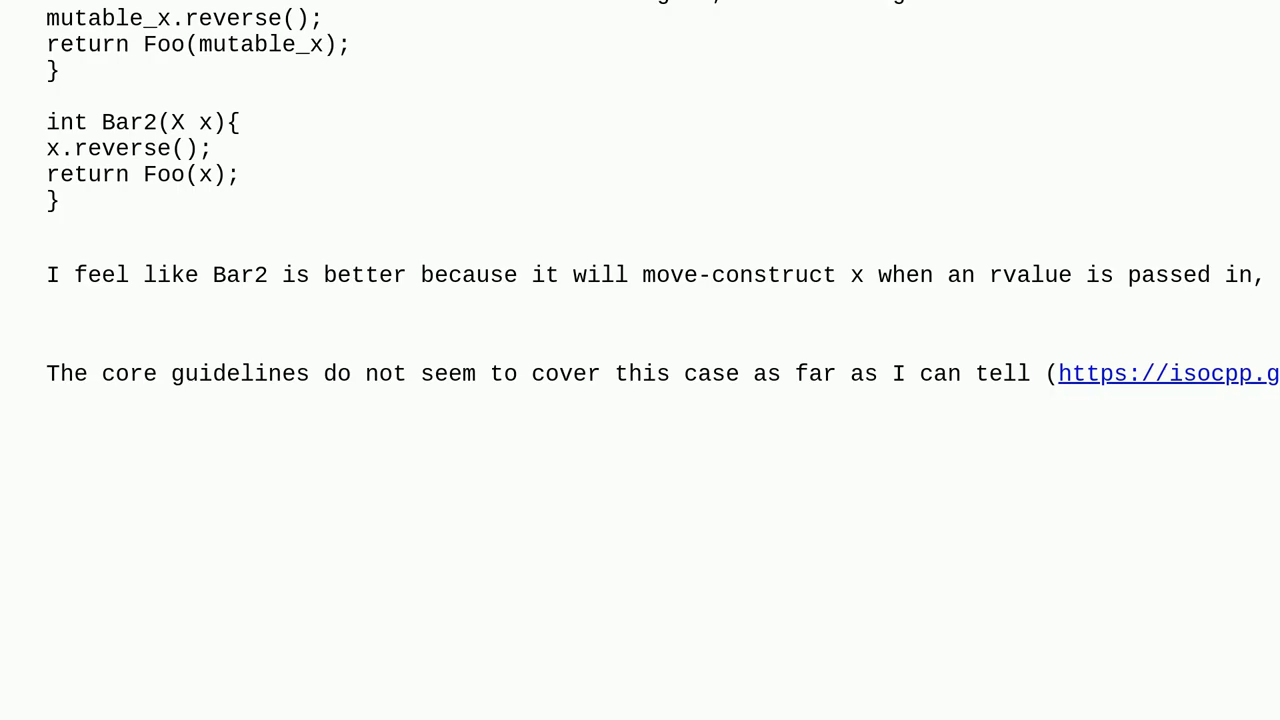 mutable_x.reverse();
return Foo(mutable_x);
}
int Bar2(X x){
x.reverse();
return Foo(x);
}
I feel like Bar2 is better because it will move-construct x when an rvalue is passed in,
The core guidelines do not seem to cover this case as far as I can tell (https://isocpp.g